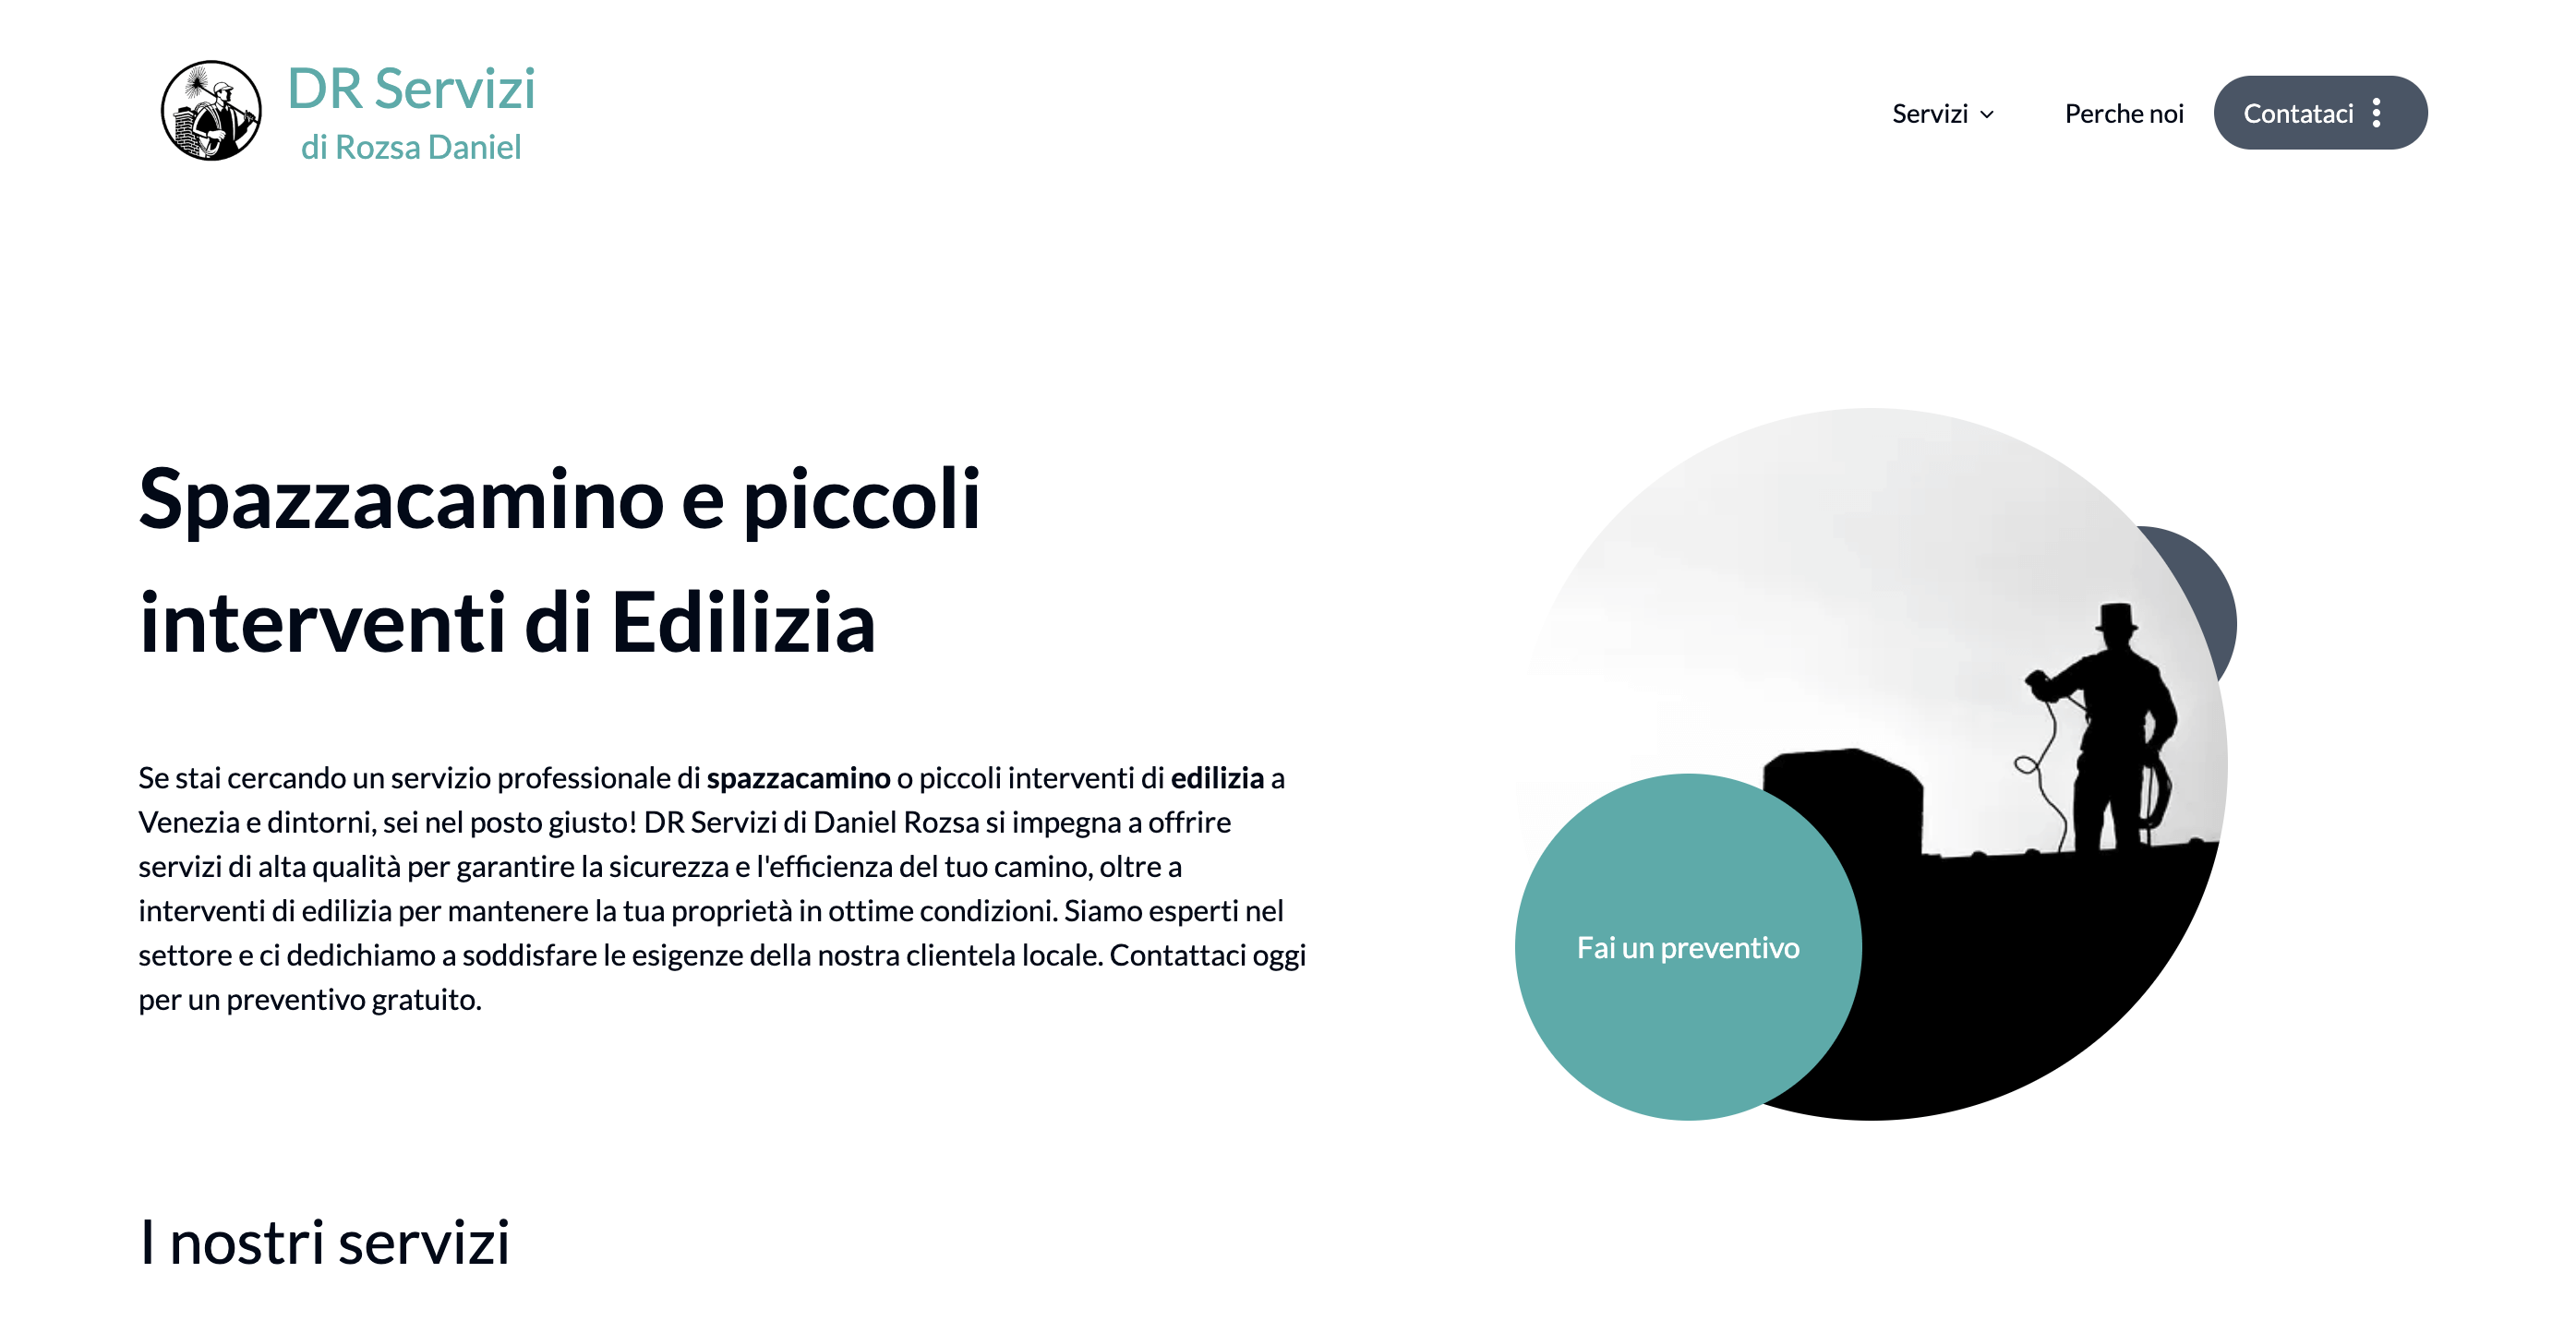 DR Servizi
di Rozsa Daniel
Servizi
Perche noi
Contataci
Spazzacamino e piccoli
interventi di Edilizia
Se stai cercando un servizio professionale di spazzacamino o piccoli interventi di edilizia a
Venezia e dintorni, sei nel posto giusto! DR Servizi di Daniel Rozsa si impegna a offrire
servizi di alta qualità per garantire la sicurezza e l'efficienza del tuo camino, oltre a
interventi di edilizia per mantenere la tua proprietà in ottime condizioni. Siamo esperti nel
settore e ci dedichiamo a soddisfare le esigenze della nostra clientela locale. Contattaci oggi
per un preventivo gratuito.
Fai un preventivo
I nostri servizi